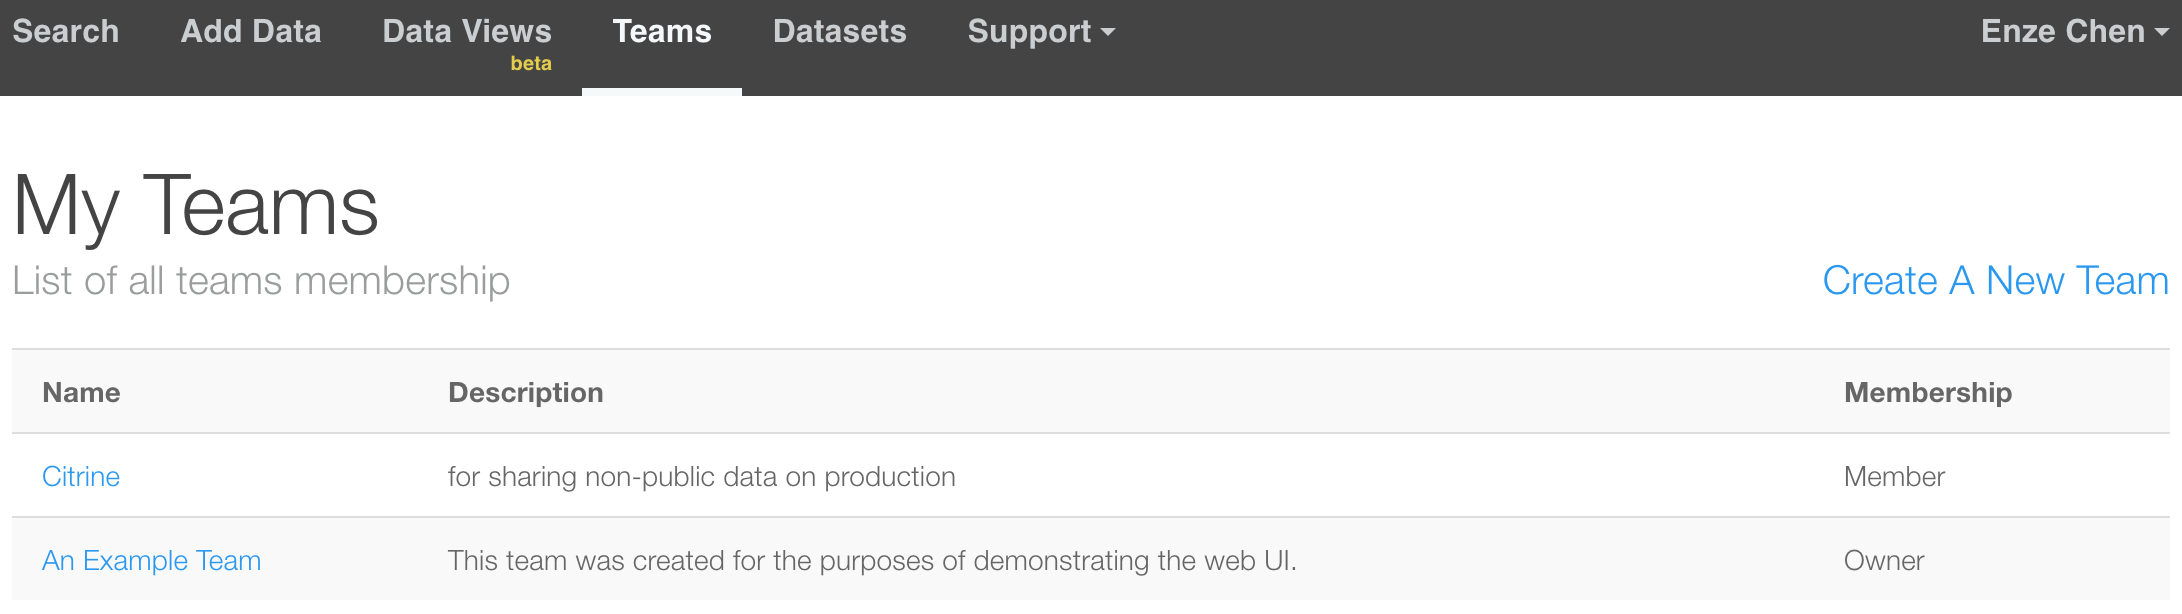 Search Add Data Data Views Teams Datasets Support Enze Chen
beta
My Teams
List of all teams membership Create A New Team
Name Description Membership
Citrine for sharing non-public data on production Member
An Example Team This team was created for the purposes of demonstrating the web UI. Owner